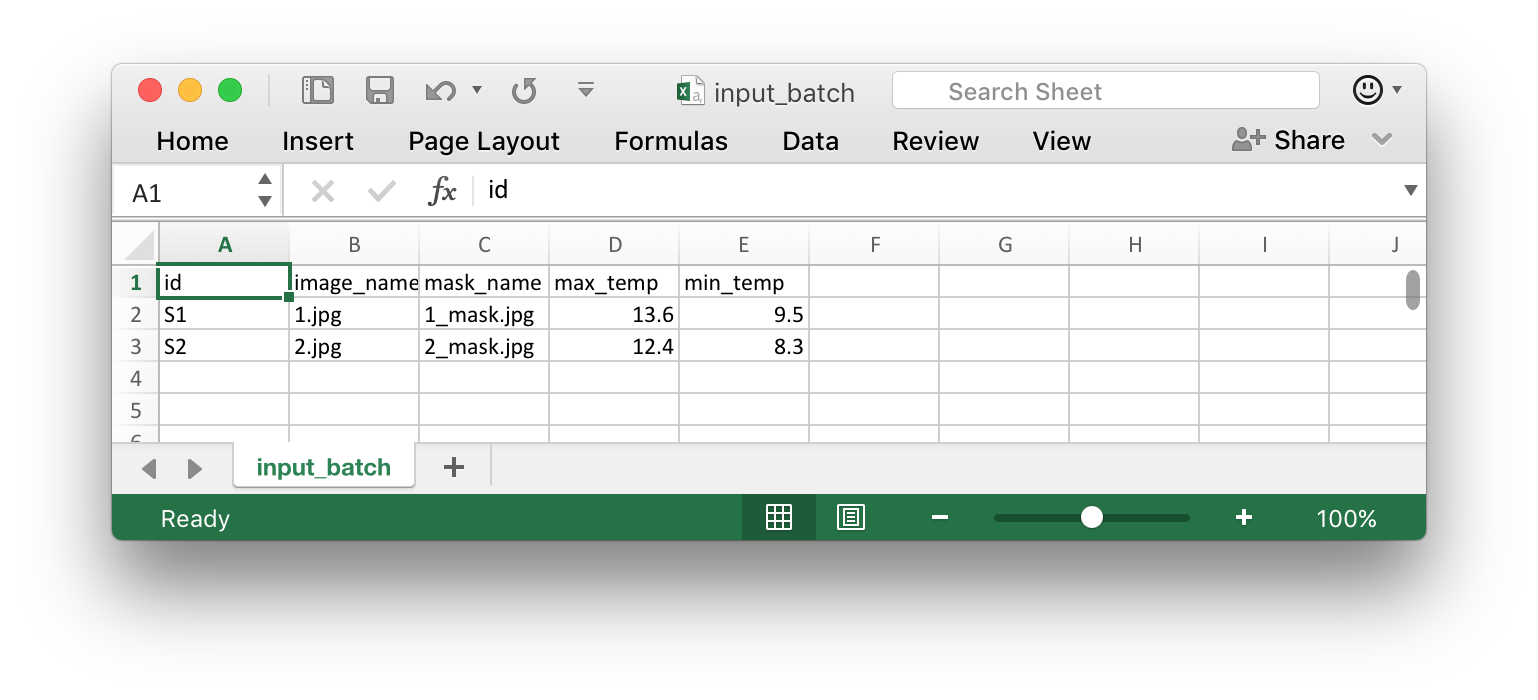 input_batch
Search Sheet
Home Insert Page Layout Formulas Data Review View Share
A1 fx id
A B C D E F G H I J
1 id image_name mask_name max_temp min_temp
2 S1 1.jpg 1_mask.jpg 13.6 9.5
3 S2 2.jpg 2_mask.jpg 12.4 8.3
4
5
6
input_batch +
Ready 100%